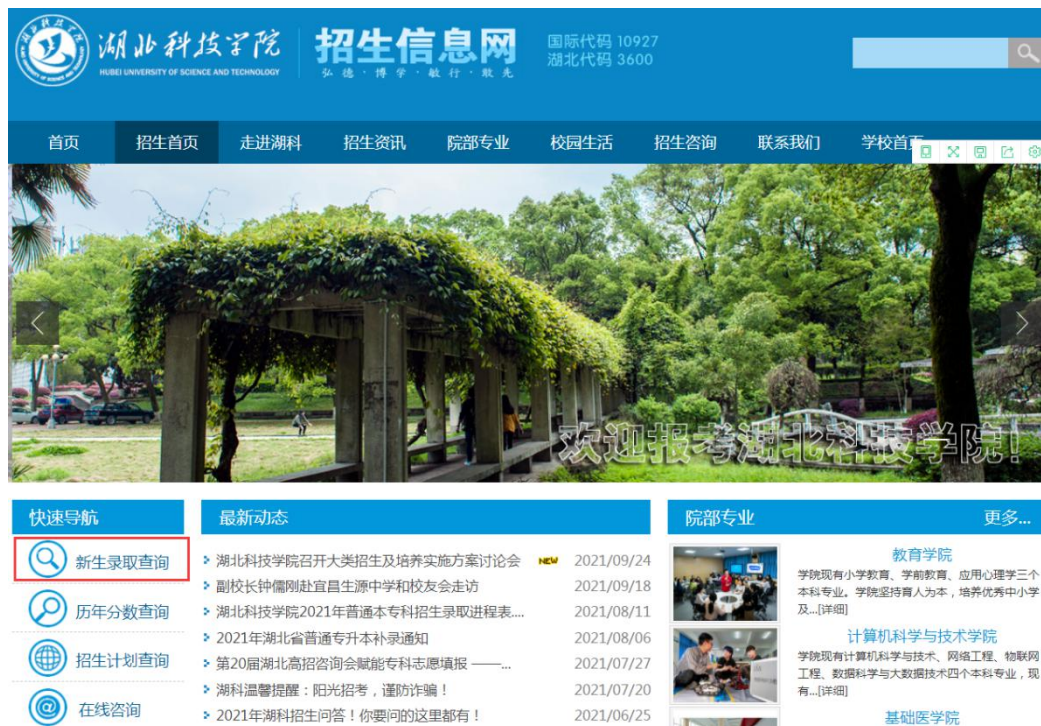 湖北科技学院
HUBEI UNIVERSITY OF SCIENCE AND TECHNOLOGY
招生信息网
弘德·博学·敏行·敢先
国际代码 10927
湖北代码 3600
首页 招生首页 走进湖科 招生资讯 院部专业 校园生活 招生咨询 联系我们 学校首页
欢迎报考湖北科技学院!
快速导航
新生录取查询
历年分数查询
招生计划查询
在线咨询
最新动态
湖北科技学院召开大类招生及培养实施方案讨论会 NEW 2021/09/24
副校长钟儒刚赴宜昌生源中学和校友会走访 2021/09/18
湖北科技学院2021年普通本专科招生录取进程表.... 2021/08/11
2021年湖北省普通专升本补录通知 2021/08/06
第20届湖北高招咨询会赋能专科志愿填报 ——... 2021/07/27
湖科温馨提醒：阳光招考，谨防诈骗！ 2021/07/20
2021年湖科招生问答！你要问的这里都有！ 2021/06/25
院部专业 更多...
教育学院
学院现有小学教育、学前教育、应用心理学三个
本科专业。学院坚持育人为本，培养优秀中小学
及...[详细]
计算机科学与技术学院
学院现有计算机科学与技术、网络工程、物联网
工程、数据科学与大数据技术四个本科专业，现
有...[详细]
基础医学院